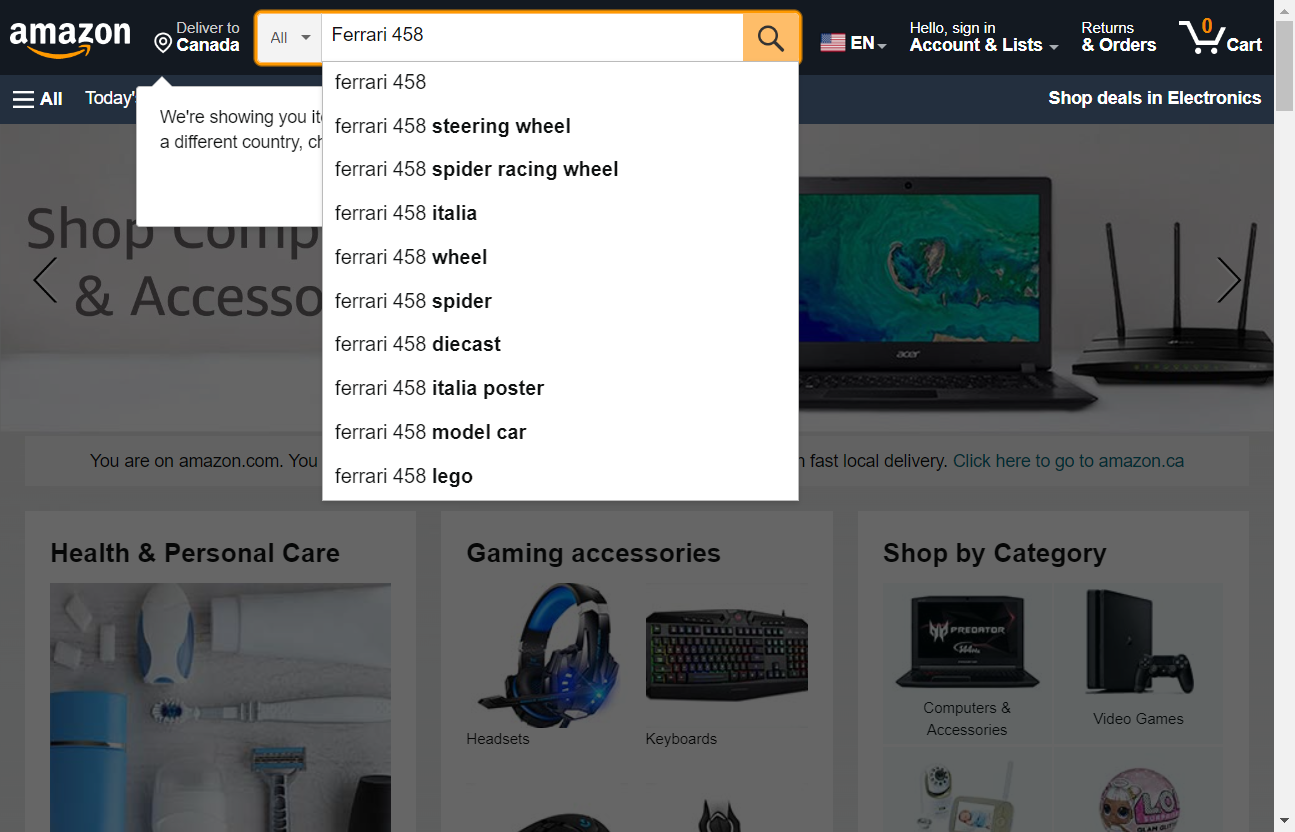 amazon
Deliver to
Canada
All
Ferrari 458
EN
Hello, sign in
Account & Lists
Returns
& Orders
0
Cart
All
Today'
Shop deals in Electronics
We're showing you
a different country,
ferrari 458
ferrari 458 steering wheel
ferrari 458 spider racing wheel
ferrari 458 italia
ferrari 458 wheel
ferrari 458 spider
ferrari 458 diecast
ferrari 458 italia poster
ferrari 458 model car
ferrari 458 lego
Shop
&
acer
You are on amazon.com. You
fast local delivery. Click here to go to amazon.ca
Health & Personal Care
Gaming accessories
Shop by Category
PREDATOR
Headsets
Keyboards
Computers &
Accessories
Video Games
L.O.L